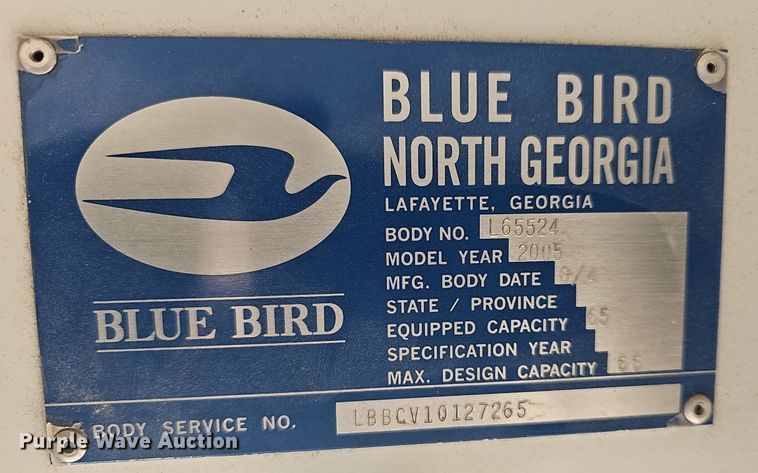 BLUE BIRD
NORTH GEORGIA
LAFAYETTE, GEORGIA
BODY NO. L65524
MODEL YEAR 2005
MFG. BODY DATE
STATE / PROVINCE
EQUIPPED CAPACITY 65
SPECIFICATION YEAR
MAX. DESIGN CAPACITY
BLUE BIRD
BODY SERVICE NO. LBBCV10127265
Purple Wave Auction